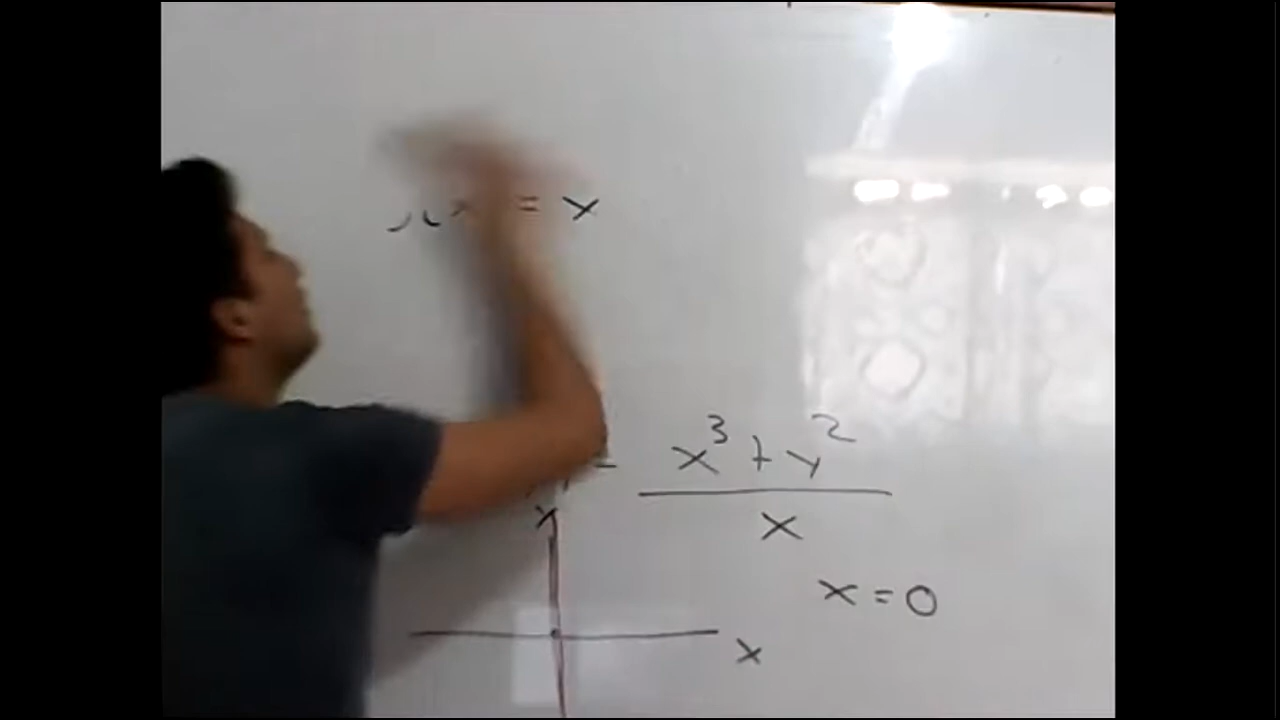 = x
x³ + y²
x
x = 0
y
x